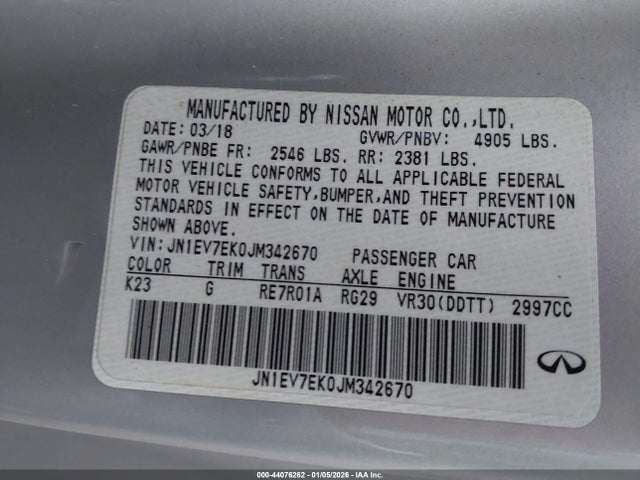 MANUFACTURED BY NISSAN MOTOR CO.,LTD.
DATE: 03/18 GVWR/PNBV: 4905 LBS.
GAWR/PNBE FR: 2546 LBS. RR: 2381 LBS.
THIS VEHICLE CONFORMS TO ALL APPLICABLE FEDERAL
MOTOR VEHICLE SAFETY,BUMPER,AND THEFT PREVENTION
STANDARDS IN EFFECT ON THE DATE OF MANUFACTURE
SHOWN ABOVE.
VIN: JN1EV7EK0JM342670 PASSENGER CAR
COLOR TRIM TRANS AXLE ENGINE
K23 G RE7R01A RG29 VR30(DDTT) 2997CC
JN1EV7EK0JM342670
000-44076262 - 01/05/2026 - IAA Inc.